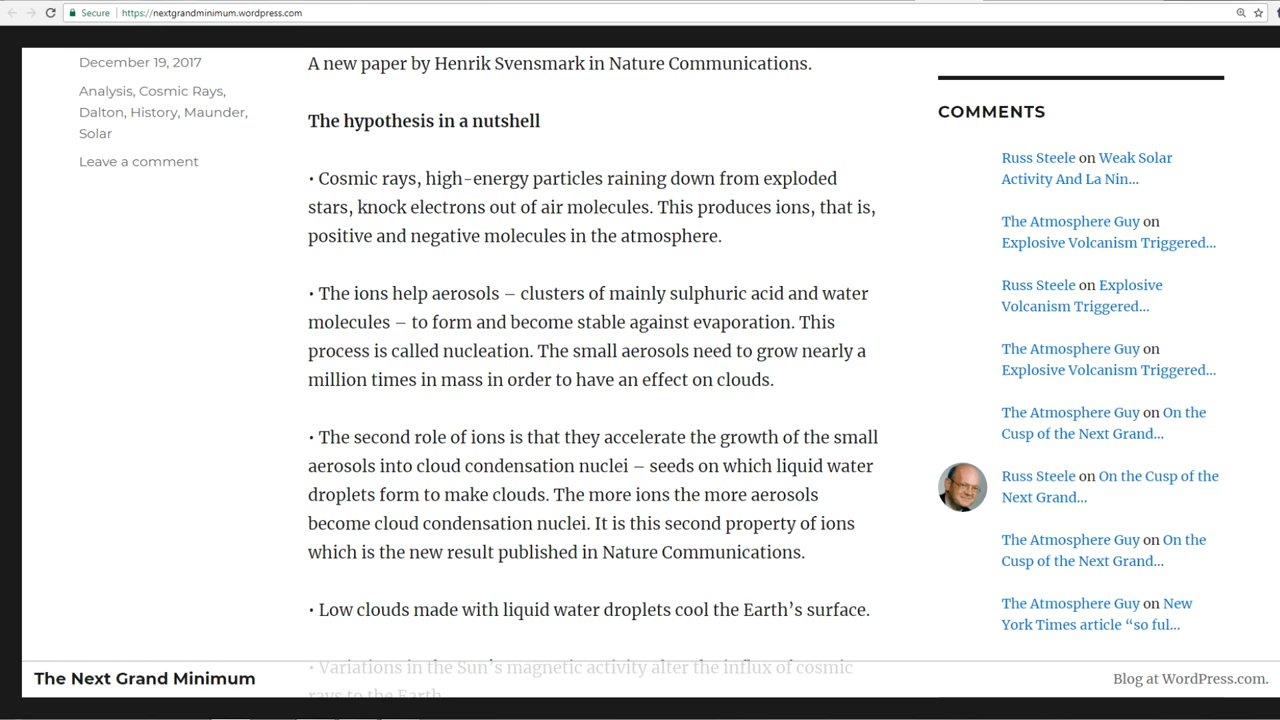 Secure
https://nextgrandminimum.wordpress.com
December 19, 2017
Analysis, Cosmic Rays,
Dalton, History, Maunder,
Solar
Leave a comment
A new paper by Henrik Svensmark in Nature Communications.
The hypothesis in a nutshell
• Cosmic rays, high-energy particles raining down from exploded
stars, knock electrons out of air molecules. This produces ions, that is,
positive and negative molecules in the atmosphere.
• The ions help aerosols – clusters of mainly sulphuric acid and water
molecules – to form and become stable against evaporation. This
process is called nucleation. The small aerosols need to grow nearly a
million times in mass in order to have an effect on clouds.
• The second role of ions is that they accelerate the growth of the small
aerosols into cloud condensation nuclei – seeds on which liquid water
droplets form to make clouds. The more ions the more aerosols
become cloud condensation nuclei. It is this second property of ions
which is the new result published in Nature Communications.
• Low clouds made with liquid water droplets cool the Earth’s surface.
• Variations in the Sun’s magnetic activity alter the influx of cosmic
rays to the Earth.
COMMENTS
Russ Steele on Weak Solar
Activity And La Nin...
The Atmosphere Guy on
Explosive Volcanism Triggered...
Russ Steele on Explosive
Volcanism Triggered...
The Atmosphere Guy on
Explosive Volcanism Triggered...
The Atmosphere Guy on On the
Cusp of the Next Grand...
Russ Steele on On the Cusp of the
Next Grand...
The Atmosphere Guy on On the
Cusp of the Next Grand...
The Atmosphere Guy on New
York Times article “so ful...
The Next Grand Minimum
Blog at WordPress.com.